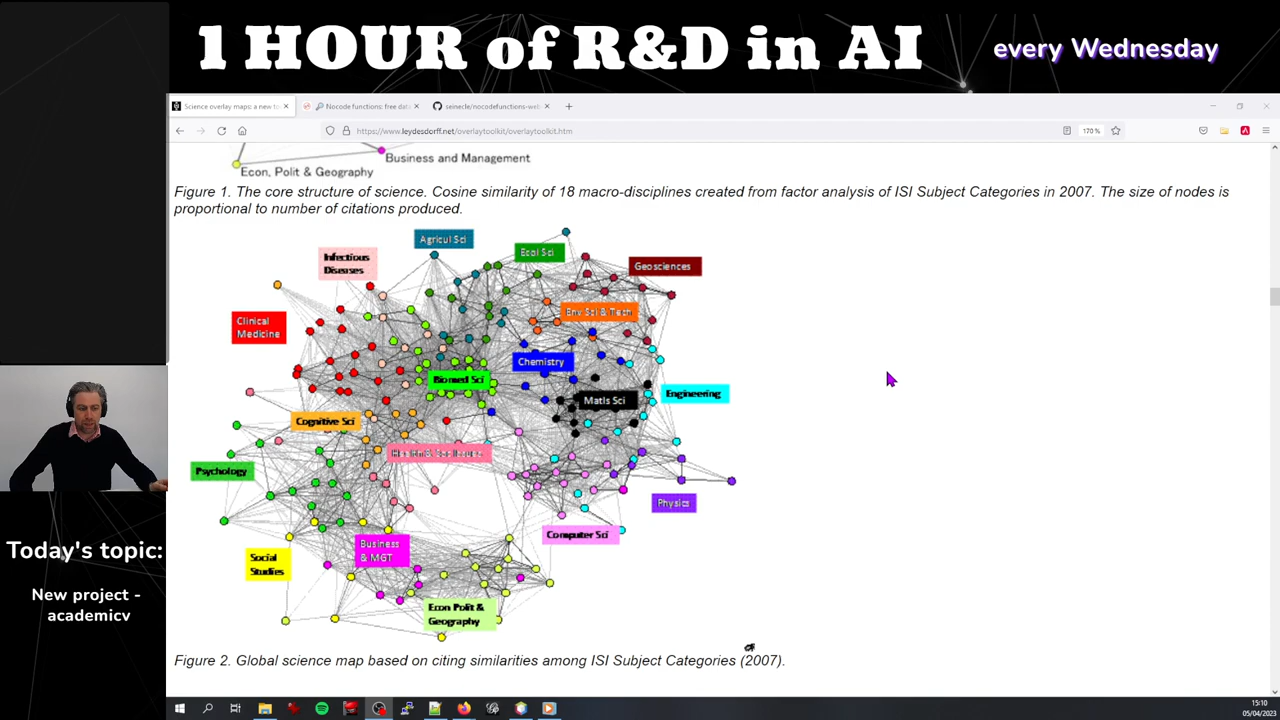 1 HOUR of R&D in AI
every Wednesday
Science overlay maps: a new to
Nocode functions: free dat
seinecle/nocodefunctions-web
https://www.leydesdorff.net/overlaytoolkit/overlaytoolkit.htm
170%
Business and Management
Econ, Polit & Geography
Figure 1. The core structure of science. Cosine similarity of 18 macro-disciplines created from factor analysis of ISI Subject Categories in 2007. The size of nodes is
proportional to number of citations produced.
Agricul Sci
Infectious
Diseases
Ecol Sci
Geosciences
Clinical
Medicine
Env Sci & Tech
Chemistry
Biomed Sci
Matls Sci
Engineering
Cognitive Sci
Psychology
Physics
Computer Sci
Business
& MGT
Social
Studies
Econ Polit &
Geography
Figure 2. Global science map based on citing similarities among ISI Subject Categories (2007).
Today's topic:
New project -
academicv
15:10
05/04/2023